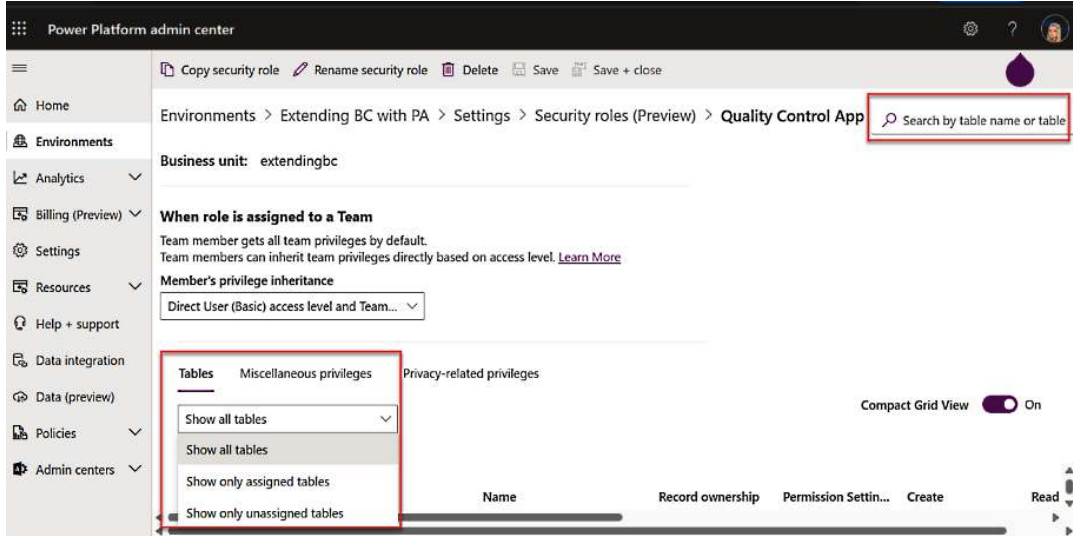 Power Platform admin center
?
Copy security role Rename security role Delete Save Save + close
Home
Environments
Analytics
Billing (Preview)
Settings
Resources
Help + support
Data integration
Data (preview)
Policies
Admin centers
Environments > Extending BC with PA > Settings > Security roles (Preview) > Quality Control App
Search by table name or table
Business unit: extendingbc
When role is assigned to a Team
Team member gets all team privileges by default.
Team members can inherit team privileges directly based on access level. Learn More
Member's privilege inheritance
Direct User (Basic) access level and Team...
Tables Miscellaneous privileges Privacy-related privileges
Show all tables
Compact Grid View On
Show all tables
Show only assigned tables
Show only unassigned tables
Name Record ownership Permission Settin... Create Read